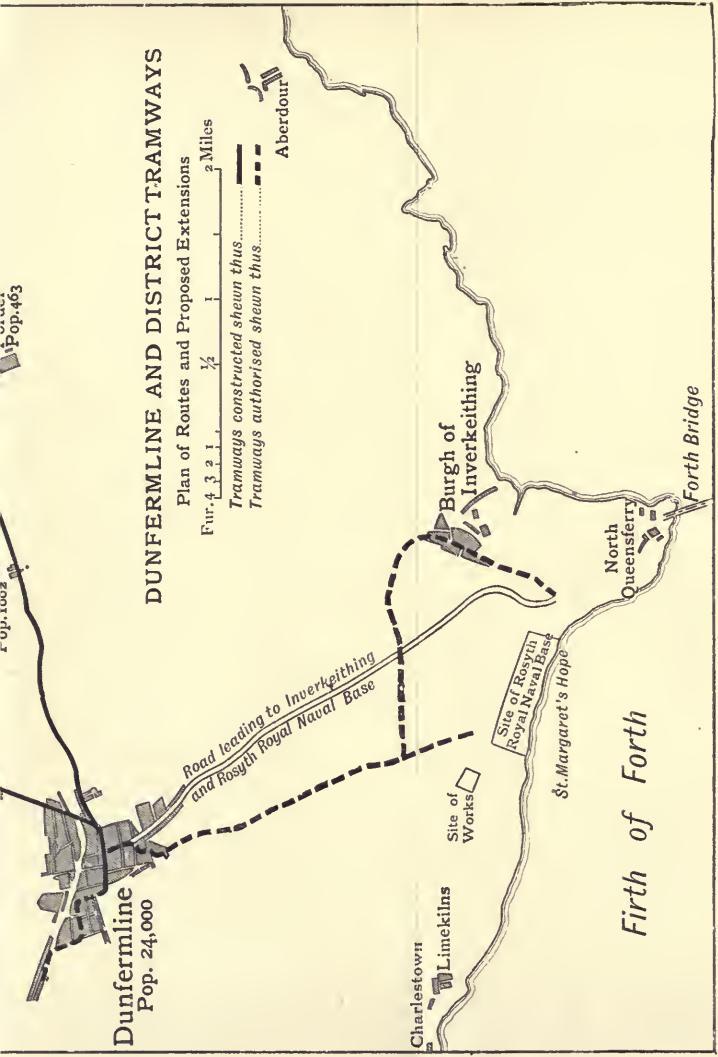 DUNFERMLINE AND DISTRICT TRAMWAYS
Plan of Routes and Proposed Extensions
Fur. 4 3 2 1 ½ 1 2 Miles
Tramways constructed shewn thus
Tramways authorised shewn thus
Pop. 463
Pop. 1002
Aberdour
Dunfermline
Pop. 24,000
Road leading to Inverkeithing
and Rosyth Royal Naval Base
Burgh of
Inverkeithing
North
Queensferry
Forth Bridge
Site of Rosyth
Royal Naval Base
St. Margaret's Hope
Site of
Works
Charlestown
Limekilns
Firth of Forth